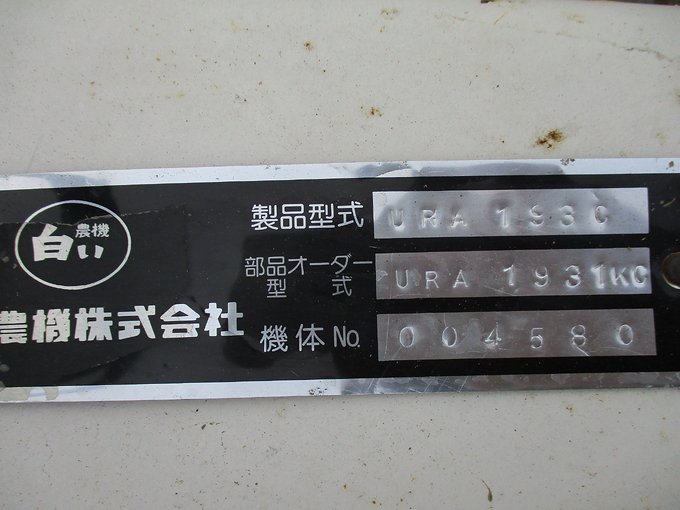 農機
白い
農機株式会社
製品型式 URA 193C
部品オーダー型式 URA 1931KC
機体No. 004580